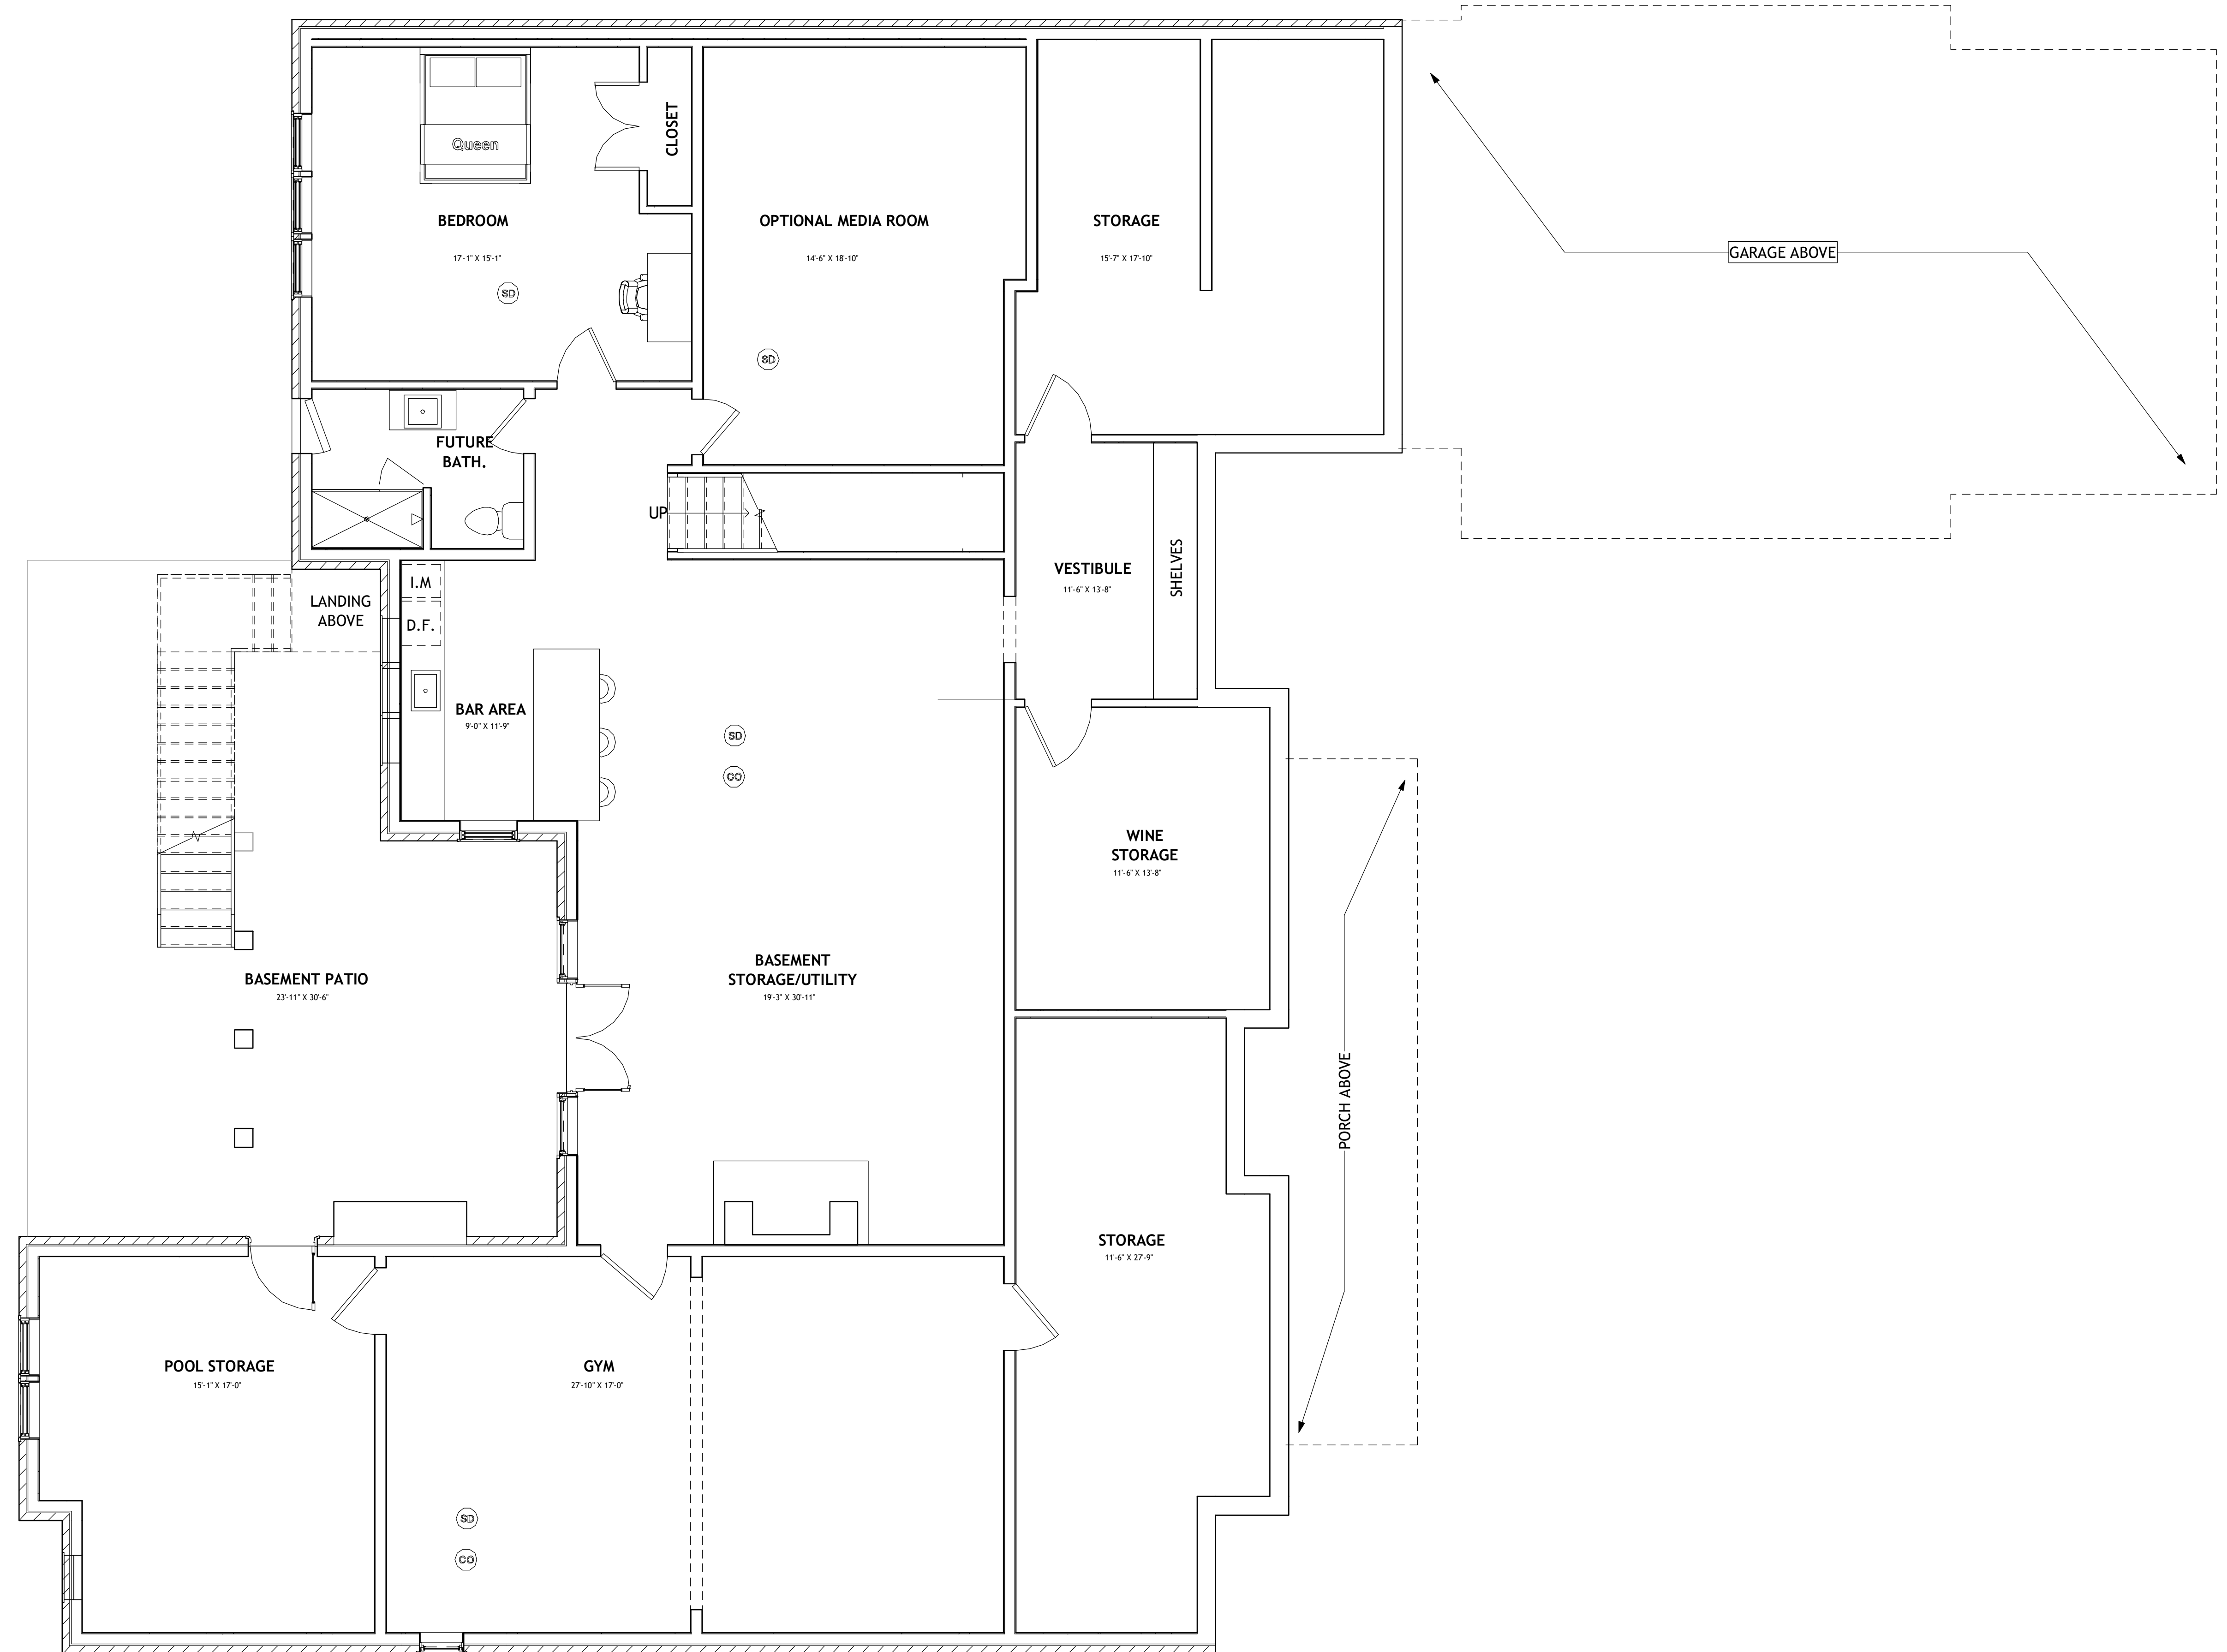 CLOSET
Queen
BEDROOM
17'-1" X 15'-1"
SD
OPTIONAL MEDIA ROOM
14'-6" X 18'-10"
SD
STORAGE
15'-7" X 17'-10"
GARAGE ABOVE
FUTURE
BATH.
UP
VESTIBULE
11'-6" X 13'-8"
SHELVES
LANDING
ABOVE
I.M
D.F.
BAR AREA
9'-0" X 11'-9"
SD
CO
WINE
STORAGE
11'-6" X 13'-8"
BASEMENT PATIO
23'-11" X 30'-6"
BASEMENT
STORAGE/UTILITY
19'-3" X 30'-11"
PORCH ABOVE
STORAGE
11'-6" X 27'-9"
POOL STORAGE
15'-1" X 17'-0"
GYM
27'-10" X 17'-0"
SD
CO